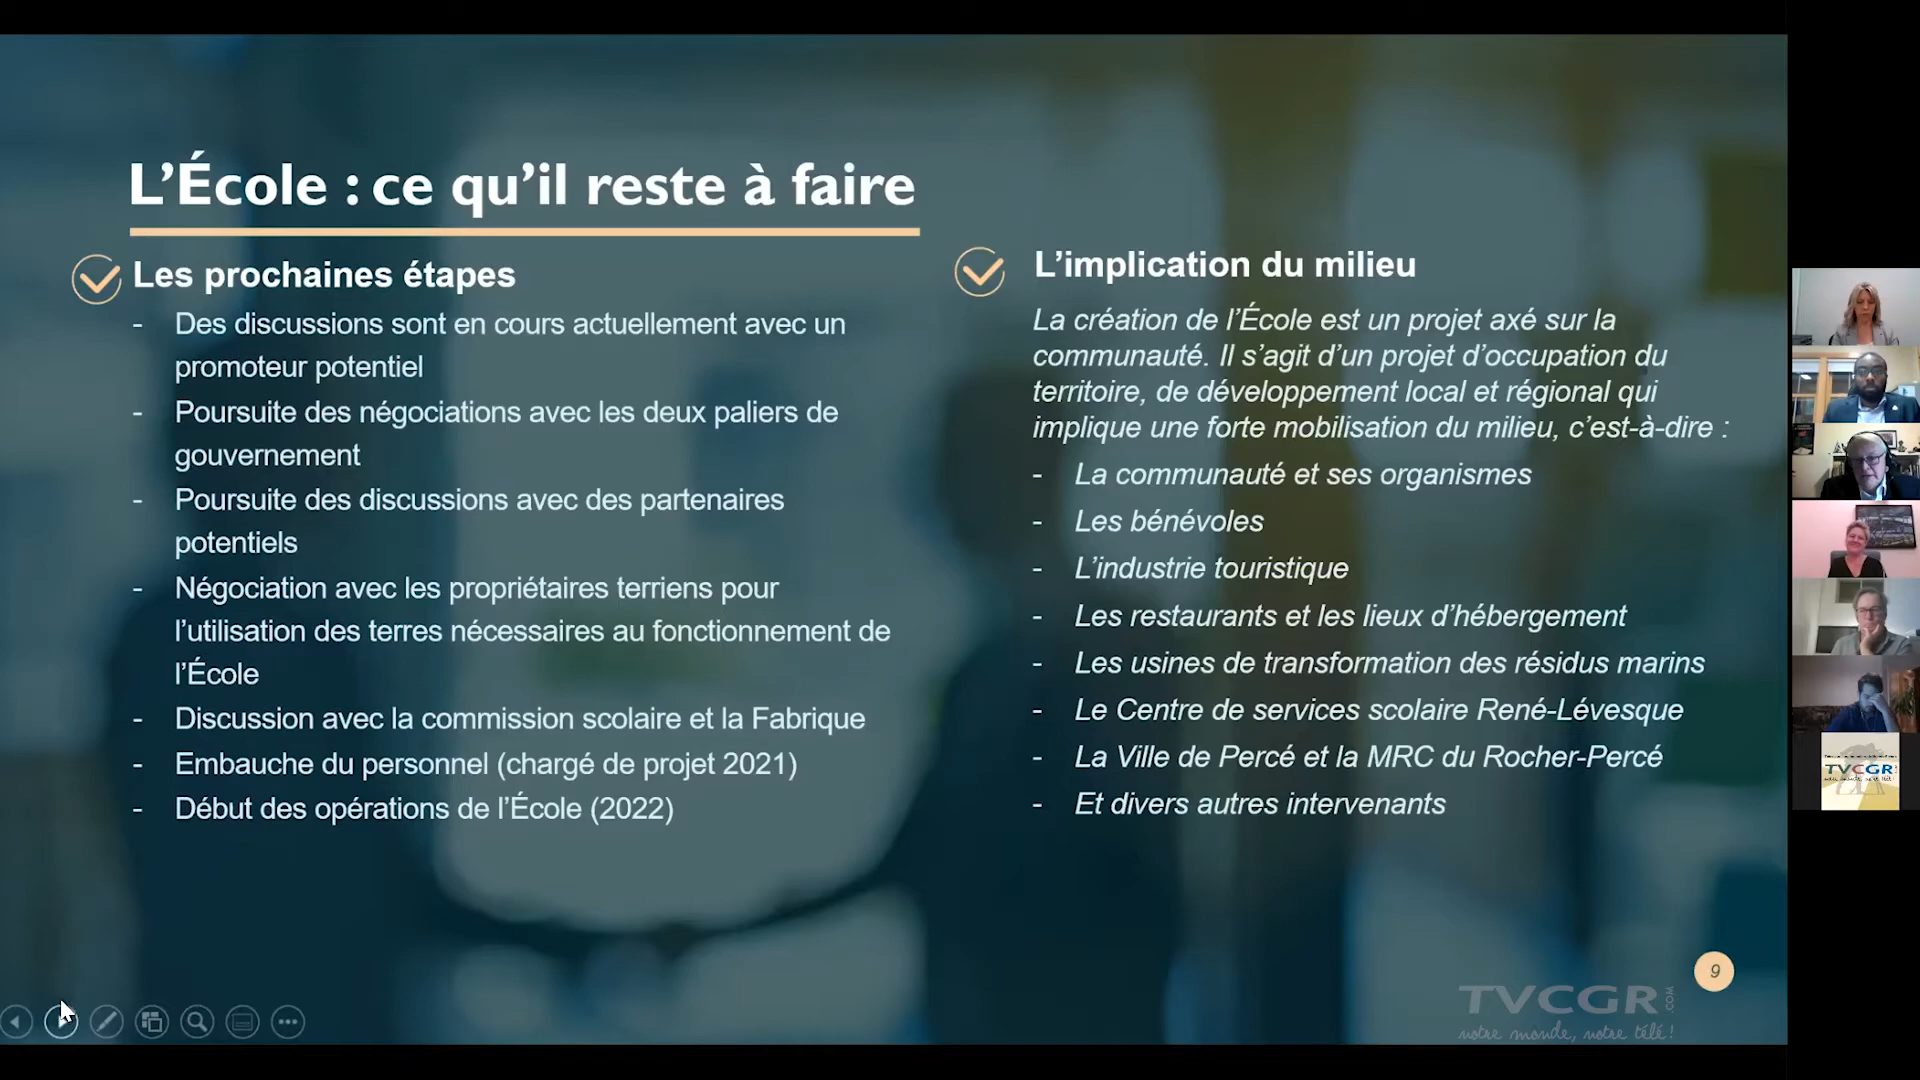 L’École : ce qu’il reste à faire
Les prochaines étapes
- Des discussions sont en cours actuellement avec un
promoteur potentiel
- Poursuite des négociations avec les deux paliers de
gouvernement
- Poursuite des discussions avec des partenaires
potentiels
- Négociation avec les propriétaires terriens pour
l’utilisation des terres nécessaires au fonctionnement de
l’École
- Discussion avec la commission scolaire et la Fabrique
- Embauche du personnel (chargé de projet 2021)
- Début des opérations de l’École (2022)
L’implication du milieu
La création de l’École est un projet axé sur la
communauté. Il s’agit d’un projet d’occupation du
territoire, de développement local et régional qui
implique une forte mobilisation du milieu, c’est-à-dire :
- La communauté et ses organismes
- Les bénévoles
- L’industrie touristique
- Les restaurants et les lieux d’hébergement
- Les usines de transformation des résidus marins
- Le Centre de services scolaire René-Lévesque
- La Ville de Percé et la MRC du Rocher-Percé
- Et divers autres intervenants
9
TVCGR.COM
notre monde, notre télé !
TVCGR